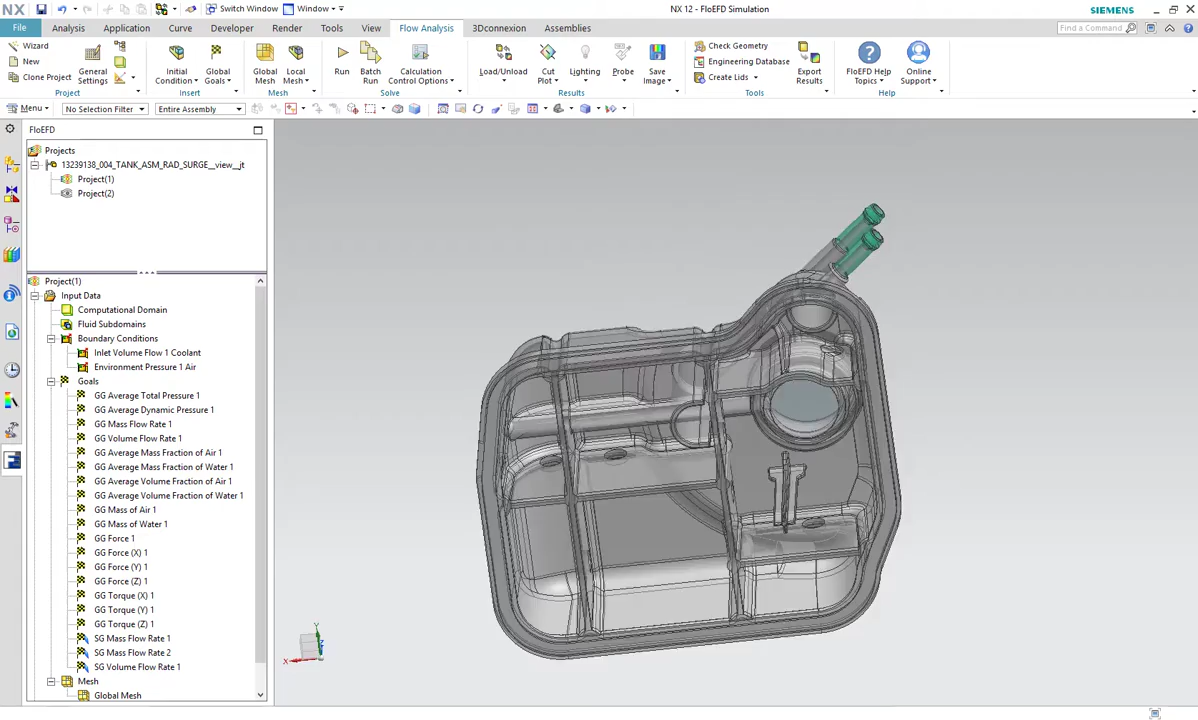 NX
Switch Window
Window
NX 12 - FloEFD Simulation
SIEMENS
File
Analysis
Application
Curve
Developer
Render
Tools
View
Flow Analysis
3Dconnexion
Assemblies
Find a Command
Wizard
New
Clone Project
General Settings
Project
Initial Condition
Global Goals
Insert
Global Mesh
Local Mesh
Mesh
Run
Batch Run
Calculation Control Options
Solve
Load/Unload
Cut Plot
Lighting
Probe
Save Image
Results
Check Geometry
Engineering Database
Create Lids
Export Results
Tools
FloEFD Help Topics
Online Support
Help
Menu
No Selection Filter
Entire Assembly
FloEFD
Projects
13239138_004_TANK_ASM_RAD_SURGE__view__jt
Project(1)
Project(2)
Project(1)
Input Data
Computational Domain
Fluid Subdomains
Boundary Conditions
Inlet Volume Flow 1 Coolant
Environment Pressure 1 Air
Goals
GG Average Total Pressure 1
GG Average Dynamic Pressure 1
GG Mass Flow Rate 1
GG Volume Flow Rate 1
GG Average Mass Fraction of Air 1
GG Average Mass Fraction of Water 1
GG Average Volume Fraction of Air 1
GG Average Volume Fraction of Water 1
GG Mass of Air 1
GG Mass of Water 1
GG Force 1
GG Force (X) 1
GG Force (Y) 1
GG Force (Z) 1
GG Torque (X) 1
GG Torque (Y) 1
GG Torque (Z) 1
SG Mass Flow Rate 1
SG Mass Flow Rate 2
SG Volume Flow Rate 1
Mesh
Global Mesh
Y
Z
X